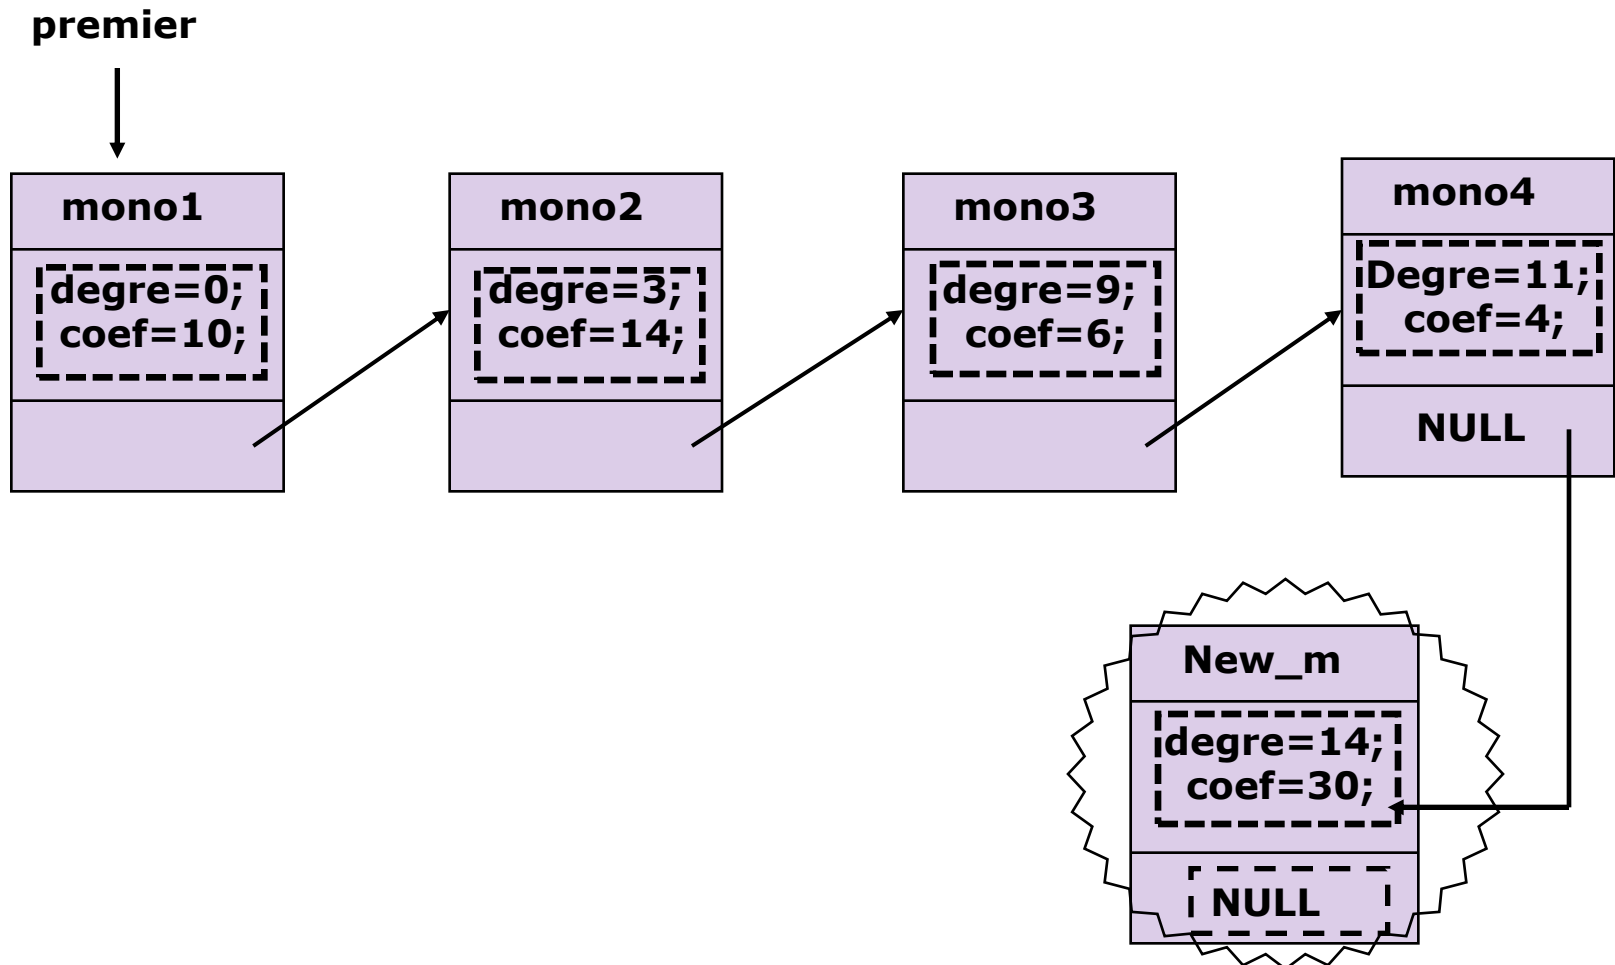 premier
mono1
degre=0;
coef=10;
mono2
degre=3;
coef=14;
mono3
degre=9;
coef=6;
mono4
Degre=11;
coef=4;
NULL
New_m
degre=14;
coef=30;
NULL